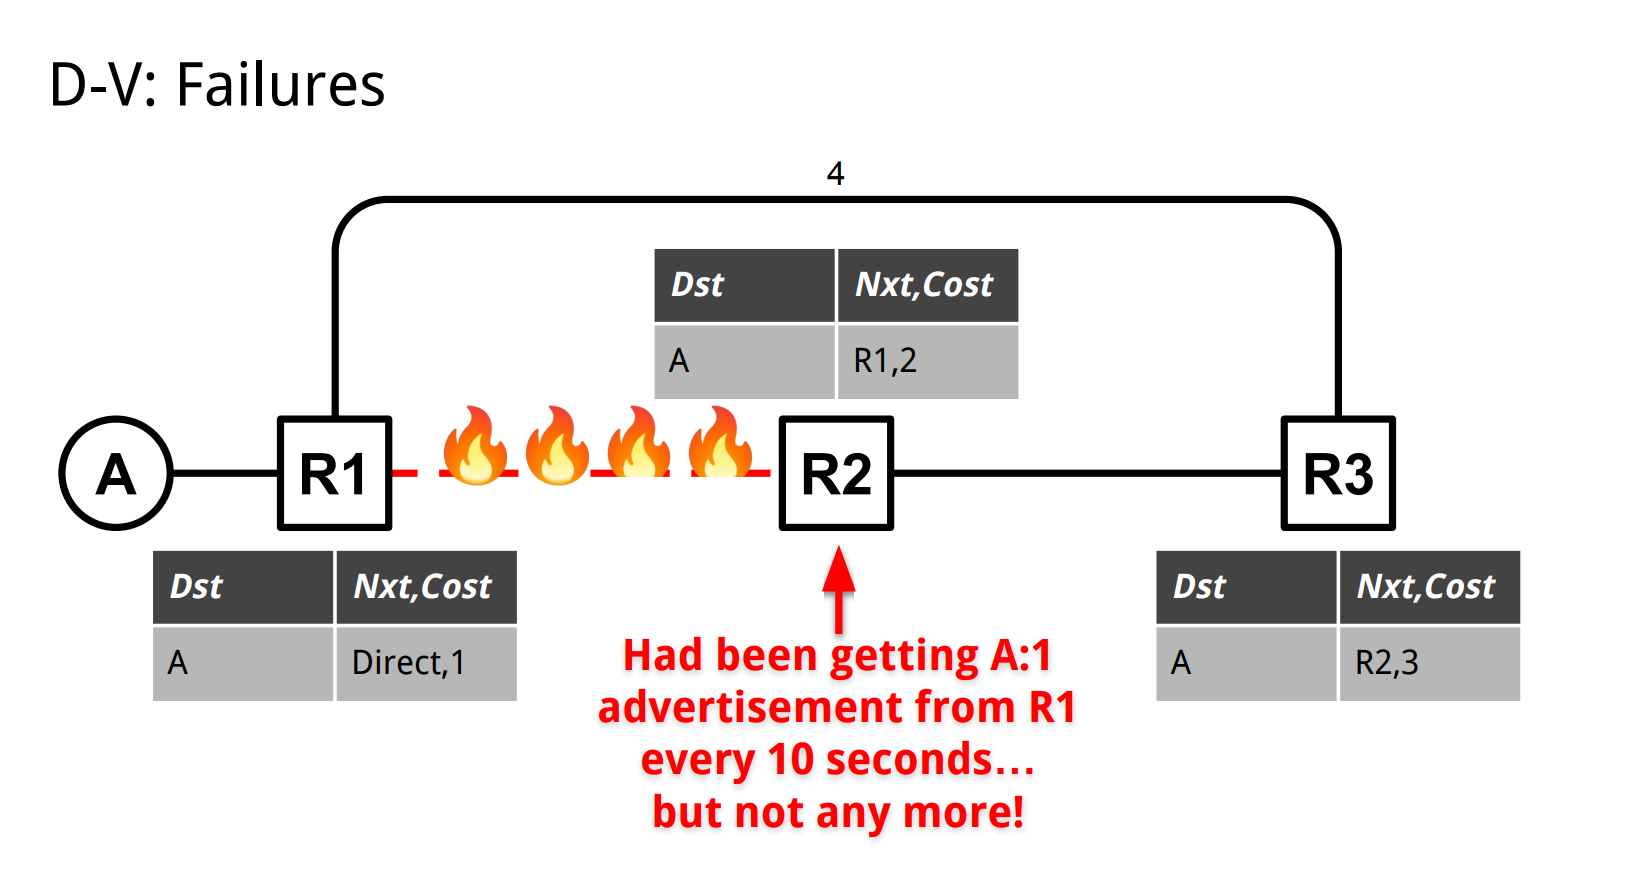 D-V: Failures
4
Dst Nxt,Cost
A R1,2
A R1 R2 R3
Dst Nxt,Cost
A Direct,1
Had been getting A:1
advertisement from R1
every 10 seconds...
but not any more!
Dst Nxt,Cost
A R2,3